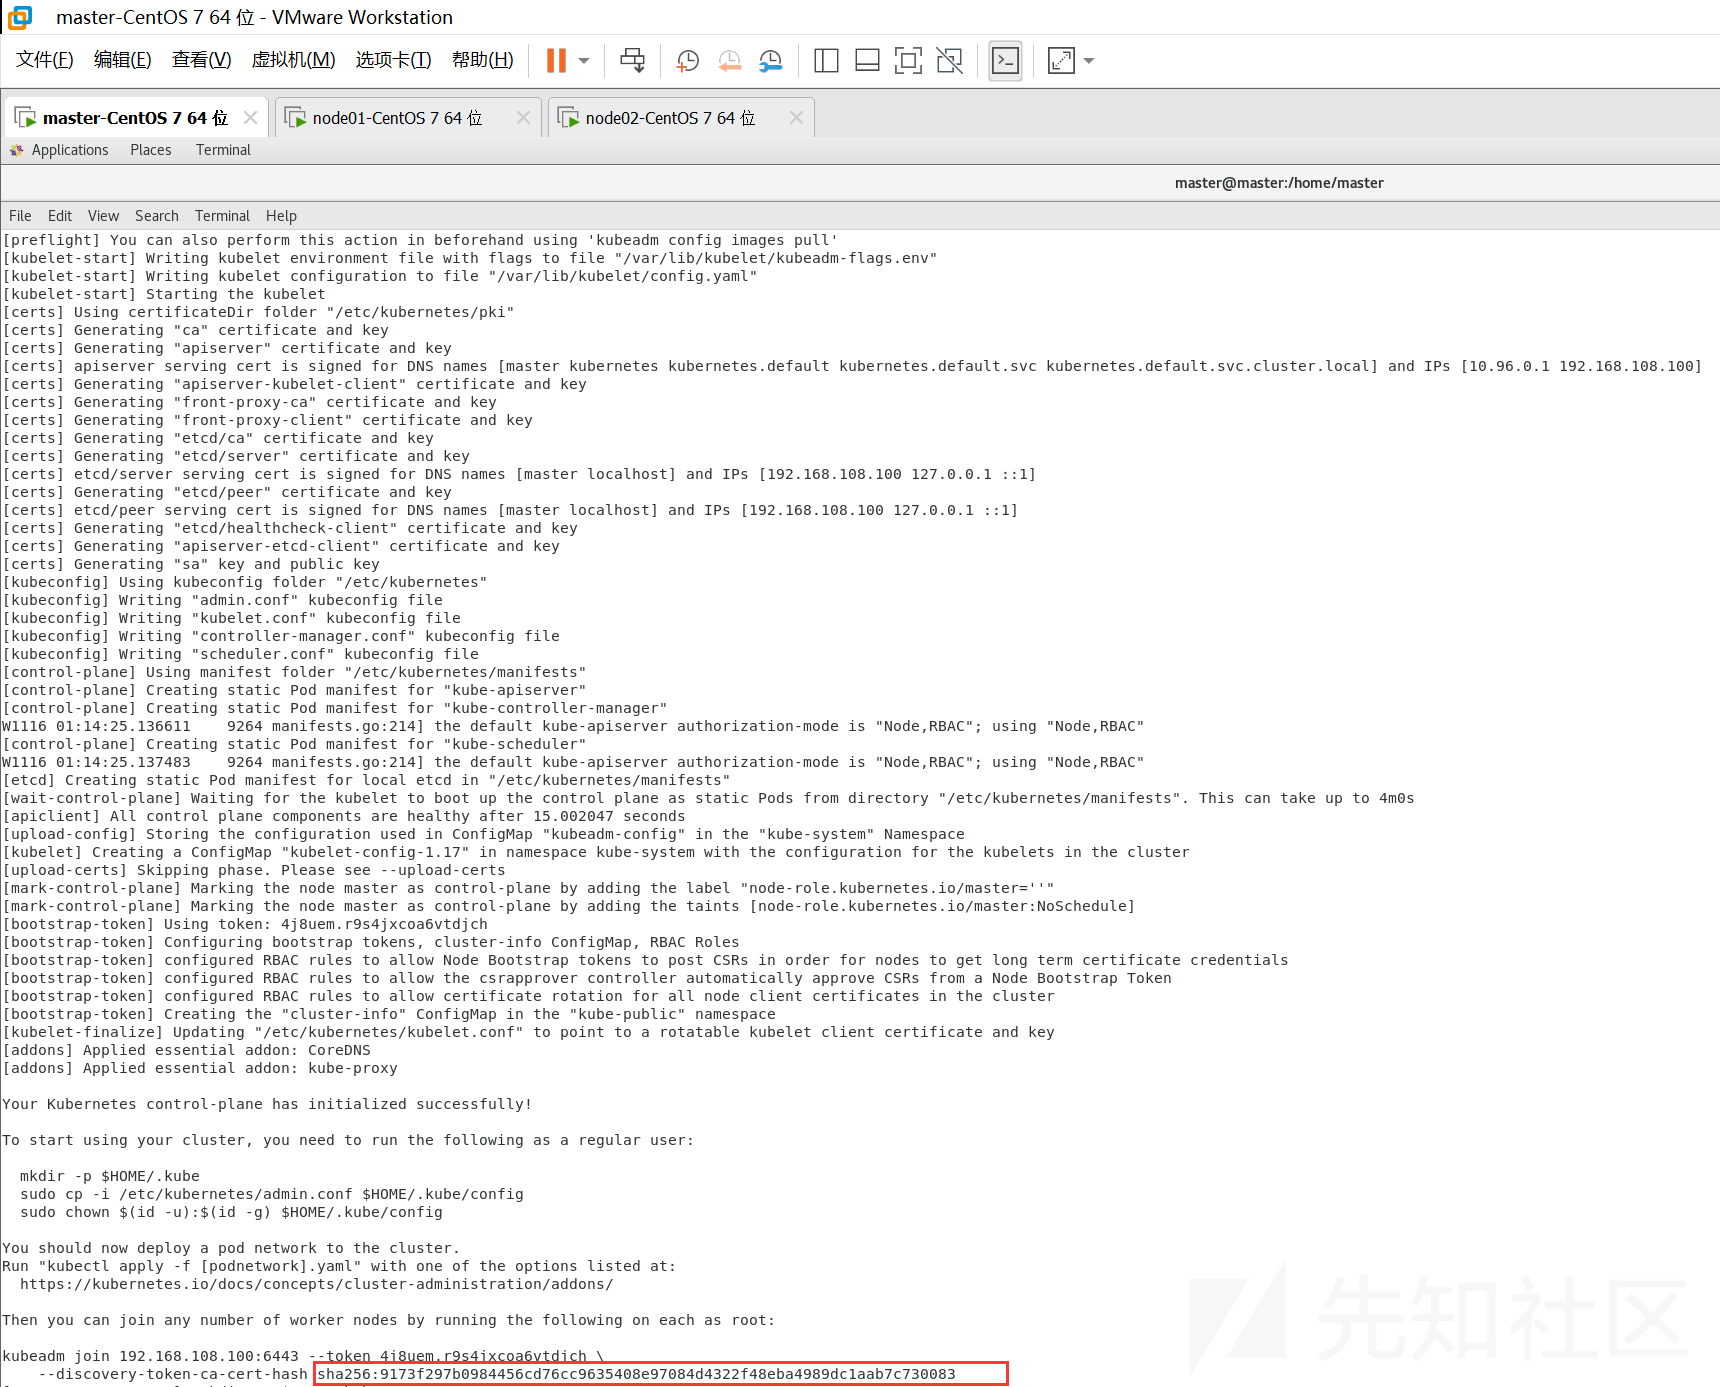 master-CentOS 7 64 位 - VMware Workstation
文件(F) 编辑(E) 查看(V) 虚拟机(M) 选项卡(T) 帮助(H)
master-CentOS 7 64 位 node01-CentOS 7 64 位 node02-CentOS 7 64 位
Applications Places Terminal
master@master:/home/master
File Edit View Search Terminal Help
[preflight] You can also perform this action in beforehand using 'kubeadm config images pull'
[kubelet-start] Writing kubelet environment file with flags to file "/var/lib/kubelet/kubeadm-flags.env"
[kubelet-start] Writing kubelet configuration to file "/var/lib/kubelet/config.yaml"
[kubelet-start] Starting the kubelet
[certs] Using certificateDir folder "/etc/kubernetes/pki"
[certs] Generating "ca" certificate and key
[certs] Generating "apiserver" certificate and key
[certs] apiserver serving cert is signed for DNS names [master kubernetes kubernetes.default kubernetes.default.svc kubernetes.default.svc.cluster.local] and IPs [10.96.0.1 192.168.108.100]
[certs] Generating "apiserver-kubelet-client" certificate and key
[certs] Generating "front-proxy-ca" certificate and key
[certs] Generating "front-proxy-client" certificate and key
[certs] Generating "etcd/ca" certificate and key
[certs] Generating "etcd/server" certificate and key
[certs] etcd/server serving cert is signed for DNS names [master localhost] and IPs [192.168.108.100 127.0.0.1 ::1]
[certs] Generating "etcd/peer" certificate and key
[certs] etcd/peer serving cert is signed for DNS names [master localhost] and IPs [192.168.108.100 127.0.0.1 ::1]
[certs] Generating "etcd/healthcheck-client" certificate and key
[certs] Generating "apiserver-etcd-client" certificate and key
[certs] Generating "sa" key and public key
[kubeconfig] Using kubeconfig folder "/etc/kubernetes"
[kubeconfig] Writing "admin.conf" kubeconfig file
[kubeconfig] Writing "kubelet.conf" kubeconfig file
[kubeconfig] Writing "controller-manager.conf" kubeconfig file
[kubeconfig] Writing "scheduler.conf" kubeconfig file
[control-plane] Using manifest folder "/etc/kubernetes/manifests"
[control-plane] Creating static Pod manifest for "kube-apiserver"
[control-plane] Creating static Pod manifest for "kube-controller-manager"
W1116 01:14:25.136611    9264 manifests.go:214] the default kube-apiserver authorization-mode is "Node,RBAC"; using "Node,RBAC"
[control-plane] Creating static Pod manifest for "kube-scheduler"
W1116 01:14:25.137483    9264 manifests.go:214] the default kube-apiserver authorization-mode is "Node,RBAC"; using "Node,RBAC"
[etcd] Creating static Pod manifest for local etcd in "/etc/kubernetes/manifests"
[wait-control-plane] Waiting for the kubelet to boot up the control plane as static Pods from directory "/etc/kubernetes/manifests". This can take up to 4m0s
[apiclient] All control plane components are healthy after 15.002047 seconds
[upload-config] Storing the configuration used in ConfigMap "kubeadm-config" in the "kube-system" Namespace
[kubelet] Creating a ConfigMap "kubelet-config-1.17" in namespace kube-system with the configuration for the kubelets in the cluster
[upload-certs] Skipping phase. Please see --upload-certs
[mark-control-plane] Marking the node master as control-plane by adding the label "node-role.kubernetes.io/master=''"
[mark-control-plane] Marking the node master as control-plane by adding the taints [node-role.kubernetes.io/master:NoSchedule]
[bootstrap-token] Using token: 4j8uem.r9s4jxcoa6vtdjch
[bootstrap-token] Configuring bootstrap tokens, cluster-info ConfigMap, RBAC Roles
[bootstrap-token] configured RBAC rules to allow Node Bootstrap tokens to post CSRs in order for nodes to get long term certificate credentials
[bootstrap-token] configured RBAC rules to allow the csrapprover controller automatically approve CSRs from a Node Bootstrap Token
[bootstrap-token] configured RBAC rules to allow certificate rotation for all node client certificates in the cluster
[bootstrap-token] Creating the "cluster-info" ConfigMap in the "kube-public" namespace
[kubelet-finalize] Updating "/etc/kubernetes/kubelet.conf" to point to a rotatable kubelet client certificate and key
[addons] Applied essential addon: CoreDNS
[addons] Applied essential addon: kube-proxy
Your Kubernetes control-plane has initialized successfully!
To start using your cluster, you need to run the following as a regular user:
mkdir -p $HOME/.kube
sudo cp -i /etc/kubernetes/admin.conf $HOME/.kube/config
sudo chown $(id -u):$(id -g) $HOME/.kube/config
You should now deploy a pod network to the cluster.
Run "kubectl apply -f [podnetwork].yaml" with one of the options listed at:
https://kubernetes.io/docs/concepts/cluster-administration/addons/
Then you can join any number of worker nodes by running the following on each as root:
kubeadm join 192.168.108.100:6443 --token 4j8uem.r9s4jxcoa6vtdjch \
--discovery-token-ca-cert-hash sha256:9173f297b0984456cd76cc9635408e97084d4322f48eba4989dc1aab7c730083
先知社区